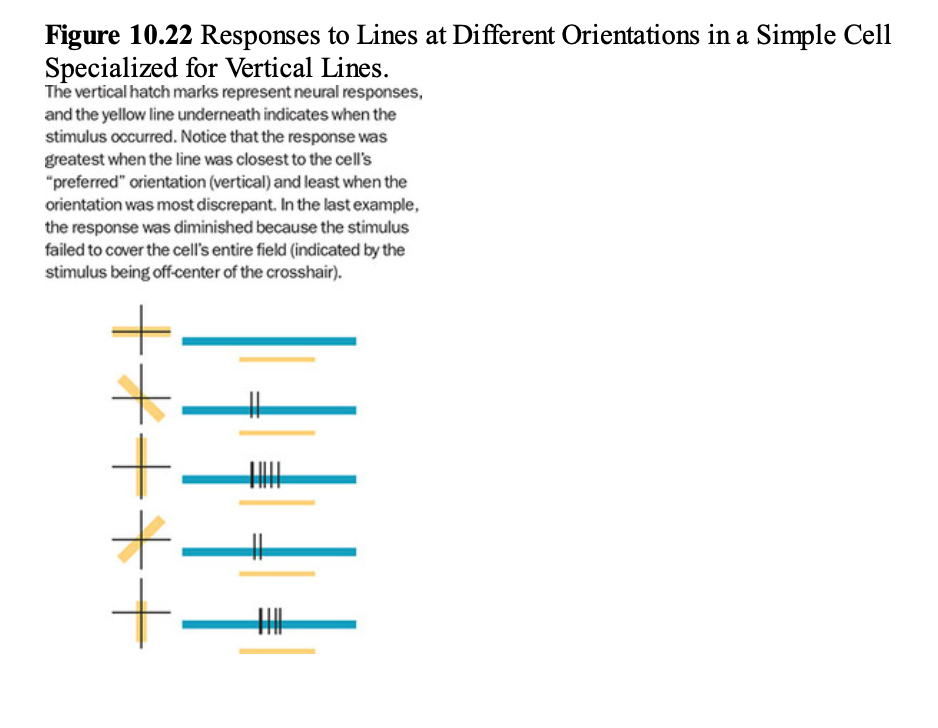 Figure 10.22 Responses to Lines at Different Orientations in a Simple Cell
Specialized for Vertical Lines.
The vertical hatch marks represent neural responses,
and the yellow line underneath indicates when the
stimulus occurred. Notice that the response was
greatest when the line was closest to the cell's
"preferred" orientation (vertical) and least when the
orientation was most discrepant. In the last example,
the response was diminished because the stimulus
failed to cover the cell's entire field (indicated by the
stimulus being off-center of the crosshair).